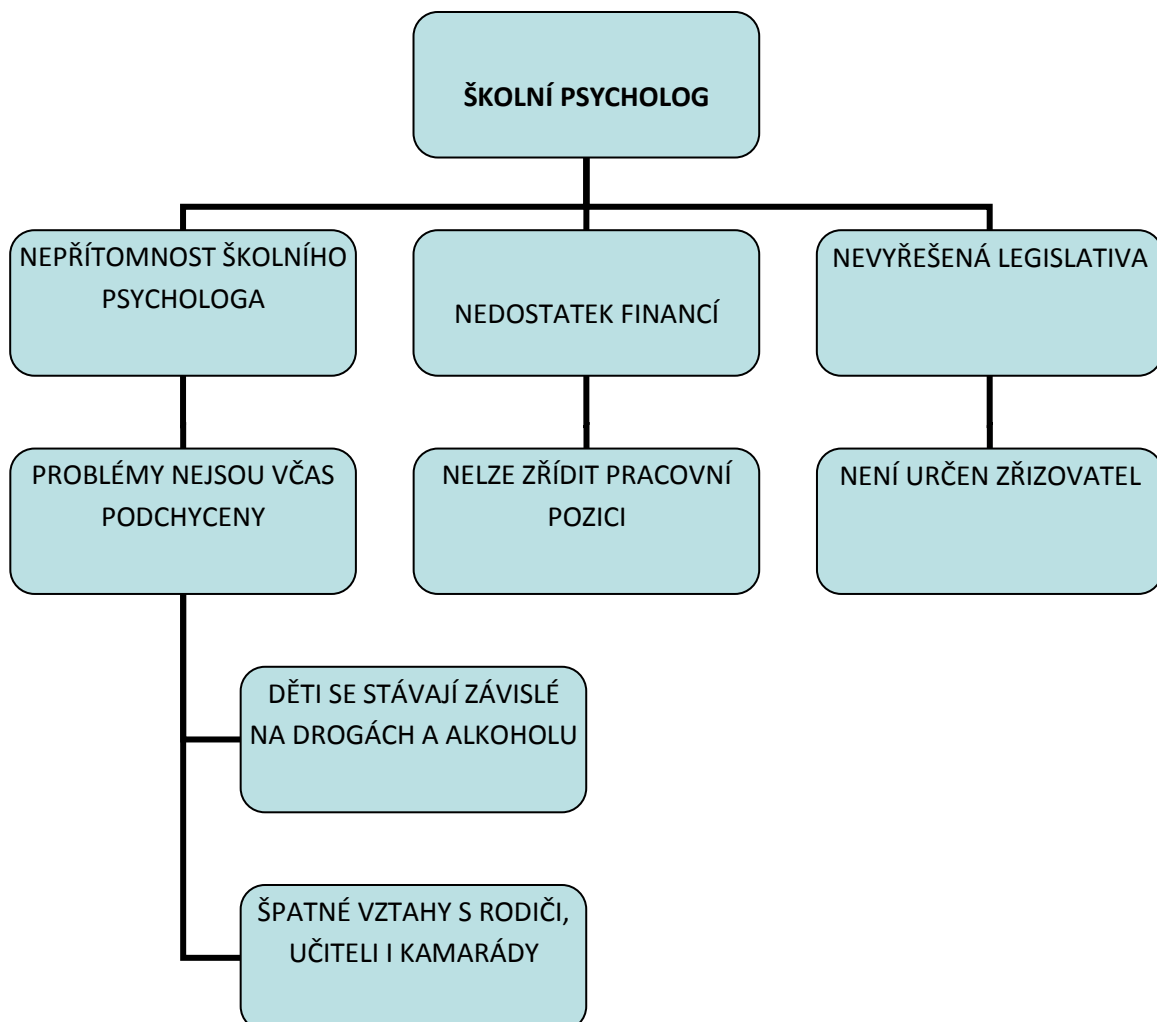 ŠKOLNÍ PSYCHOLOG
NEPŘÍTOMNOST ŠKOLNÍHO
PSYCHOLOGA
NEDOSTATEK FINANCÍ
NEVYŘEŠENÁ LEGISLATIVA
PROBLÉMY NEJSOU VČAS
PODCHYCENY
NELZE ZŘÍDIT PRACOVNÍ
POZICI
NENÍ URČEN ZŘIZOVATEL
DĚTI SE STÁVAJÍ ZÁVISLÉ
NA DROGÁCH A ALKOHOLU
ŠPATNÉ VZTAHY S RODIČI,
UČITELI I KAMARÁDY